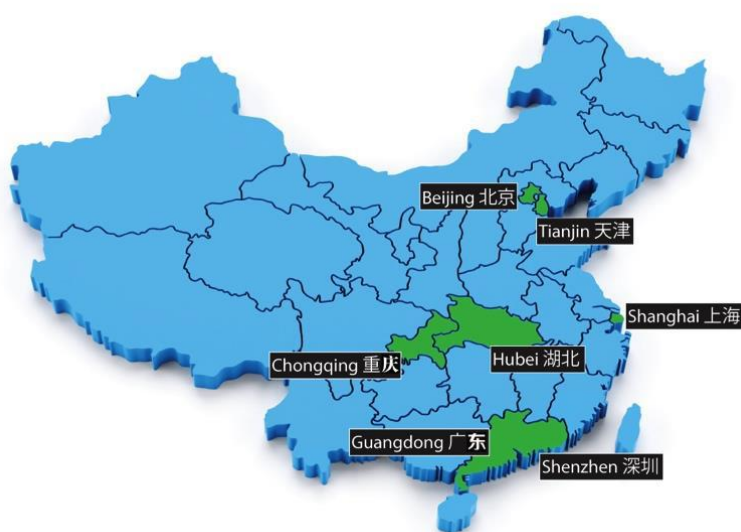 Beijing 北京
Tianjin 天津
Shanghai 上海
Chongqing 重庆
Hubei 湖北
Guangdong 广东
Shenzhen 深圳